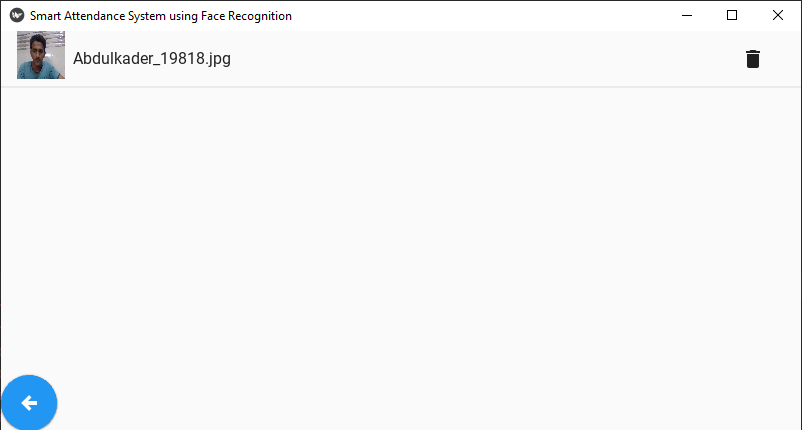 Smart Attendance System using Face Recognition
Abdulkader_19818.jpg